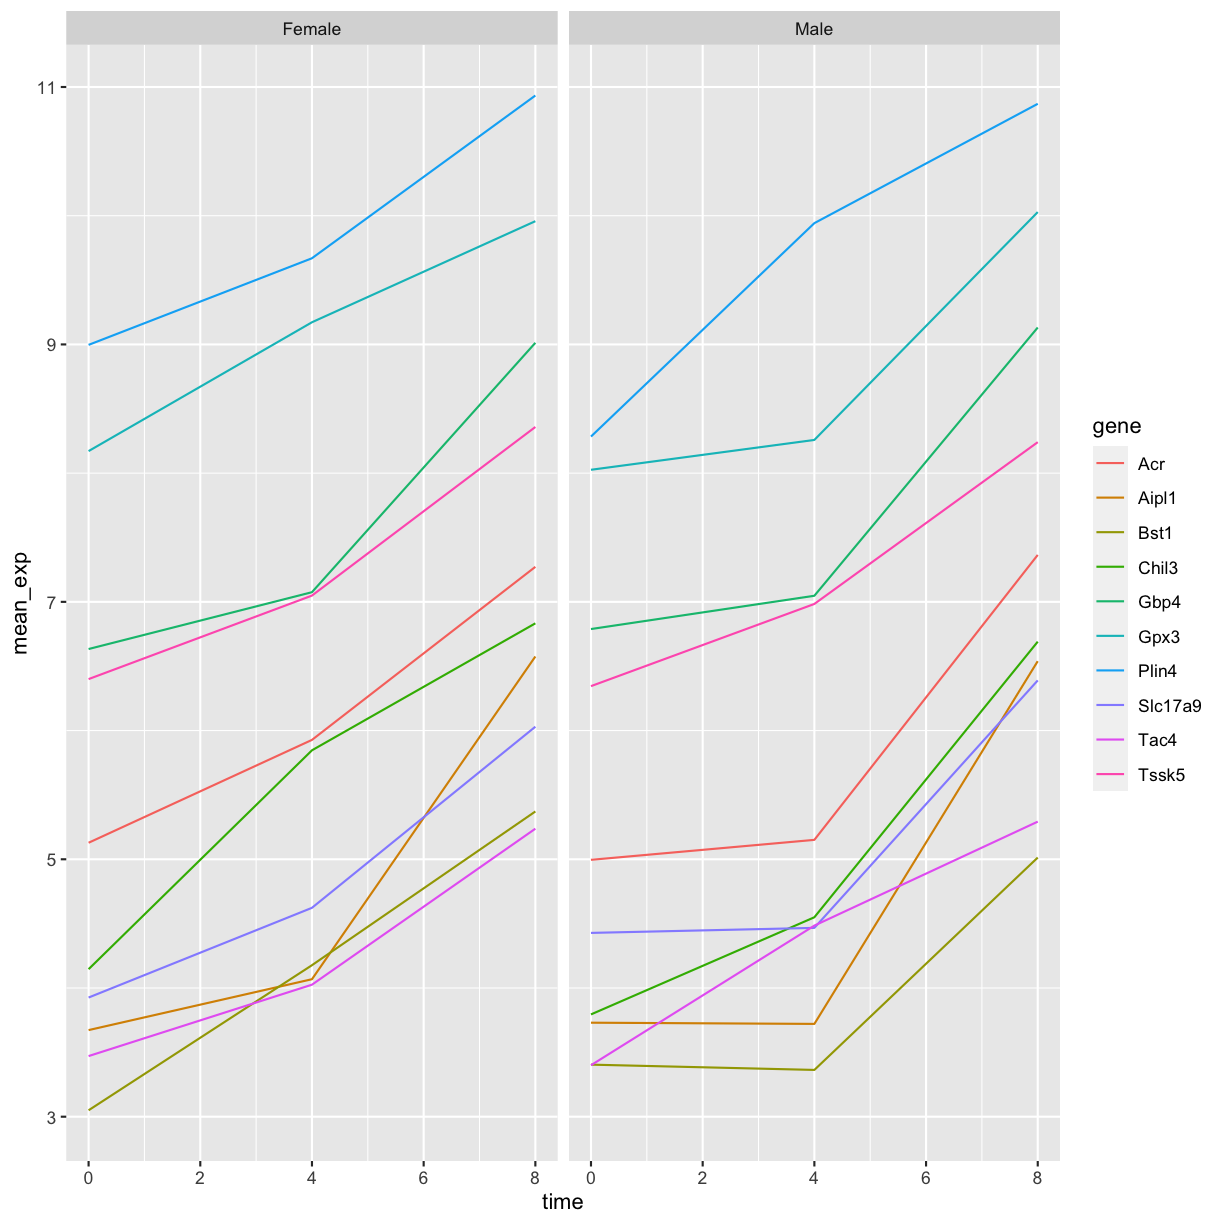 Female
Male
11
9
7
5
3
mean_exp
0 2 4 6 8
0 2 4 6 8
time
gene
Acr
Aipl1
Bst1
Chil3
Gbp4
Gpx3
Plin4
Slc17a9
Tac4
Tssk5